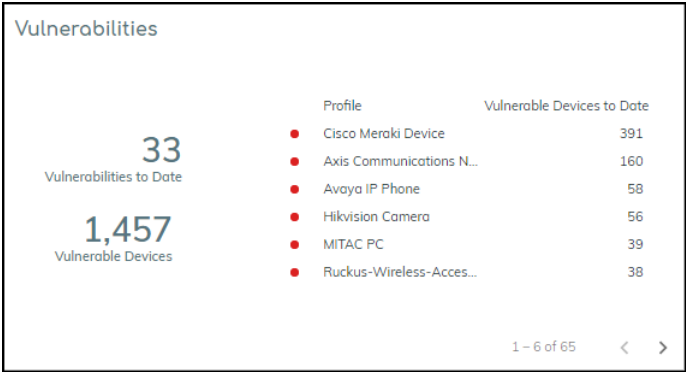 Vulnerabilities
33
Vulnerabilities to Date
1,457
Vulnerable Devices
Profile Vulnerable Devices to Date
Cisco Meraki Device 391
Axis Communications N... 160
Avaya IP Phone 58
Hikvision Camera 56
MITAC PC 39
Ruckus-Wireless-Acces... 38
1 – 6 of 65